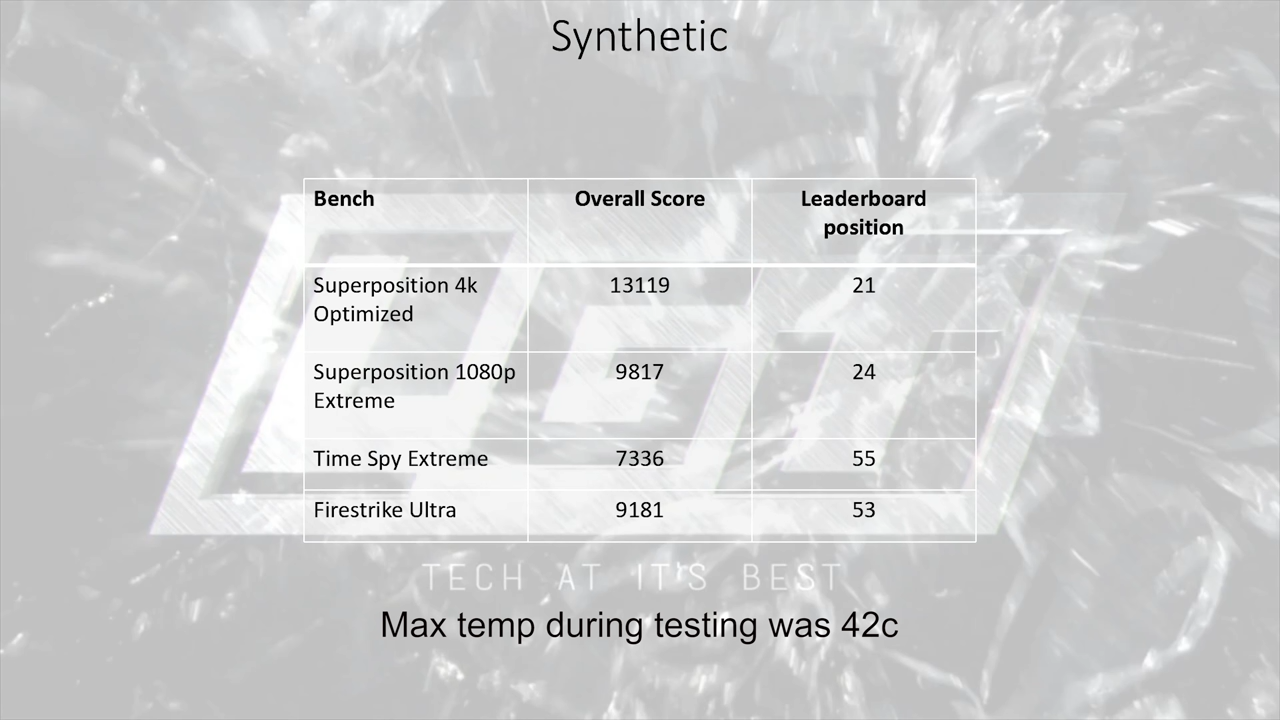 Synthetic
Bench Overall Score Leaderboard
position
Superposition 4k 13119 21
Optimized
Superposition 1080p 9817 24
Extreme
Time Spy Extreme 7336 55
Firestrike Ultra 9181 53
TECH AT IT'S BEST
Max temp during testing was 42c